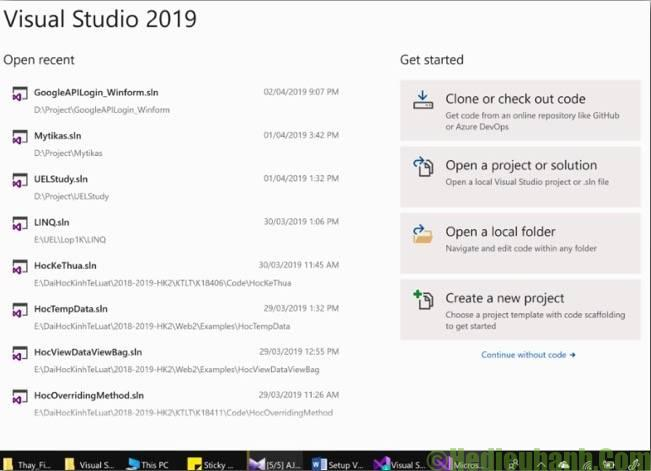 Visual Studio 2019
Open recent
GoogleAPILogin_Winform.sln 02/04/2019 9:07 PM
D:\Project\GoogleAPILogin_Winform
Mytikas.sln 01/04/2019 3:42 PM
D:\Project\Mytikas
UELStudy.sln 01/04/2019 1:32 PM
D:\Project\UELStudy
LINQ.sln 30/03/2019 1:06 PM
E:\UEL\Lop1K\LINQ
HocKeThua.sln 30/03/2019 11:45 AM
E:\DaiHocKinhTeLuat\2018-2019-HK2\KTLT\K18406\Code\HocKeThua
HocTempData.sln 29/03/2019 1:32 PM
E:\DaiHocKinhTeLuat\2018-2019-HK2\Web2\Examples\HocTempData
HocViewDataViewBag.sln 29/03/2019 12:55 PM
E:\DaiHocKinhTeLuat\2018-2019-HK2\Web2\Examples\HocViewDataViewBag
HocOverridingMethod.sln 29/03/2019 11:26 AM
E:\DaiHocKinhTeLuat\2018-2019-HK2\KTLT\K18411\Code\HocOverridingMethod
Get started
Clone or check out code
Get code from an online repository like GitHub
or Azure DevOps
Open a project or solution
Open a local Visual Studio project or .sln file
Open a local folder
Navigate and edit code within any folder
Create a new project
Choose a project template with code scaffolding
to get started
Continue without code →
Thay_Fi... Visual S... This PC Sticky ... [5/5] AJ... Setup V... Visual S... Micros...